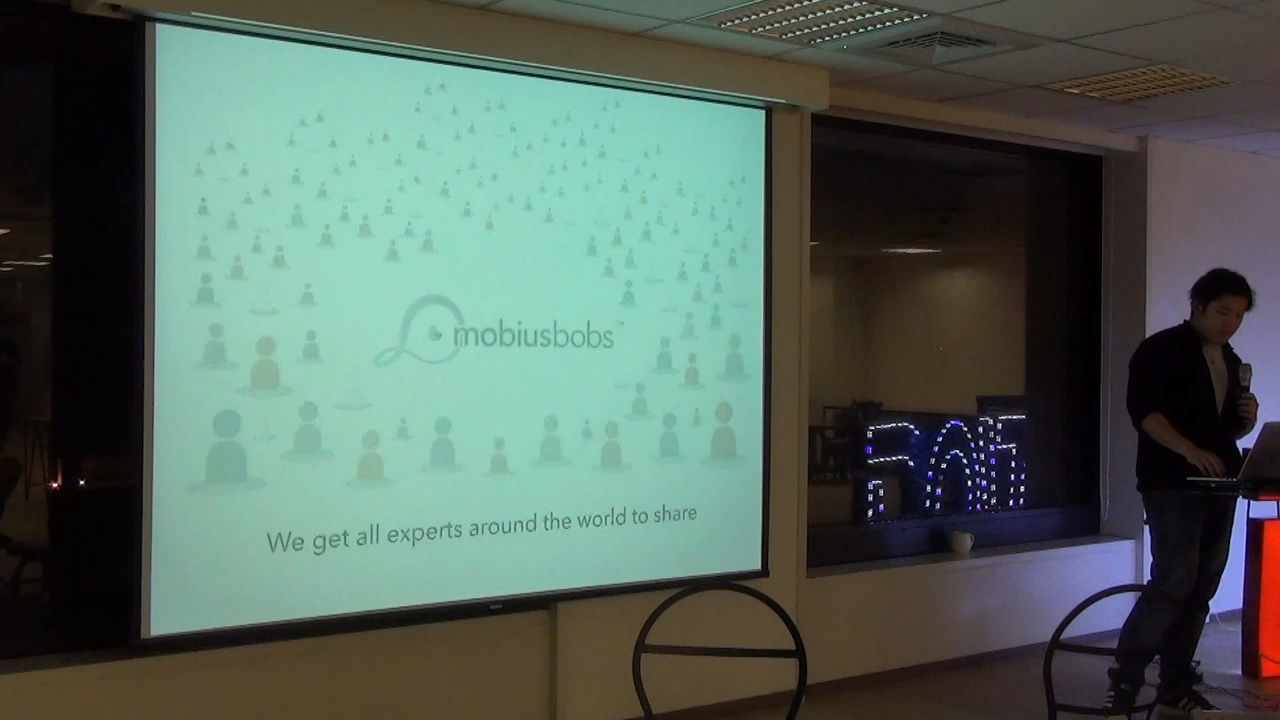 mobiusbobs™
We get all experts around the world to share